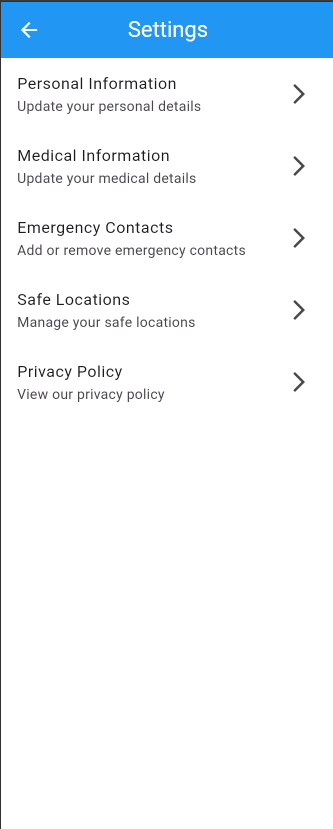 Settings
Personal Information
Update your personal details
Medical Information
Update your medical details
Emergency Contacts
Add or remove emergency contacts
Safe Locations
Manage your safe locations
Privacy Policy
View our privacy policy